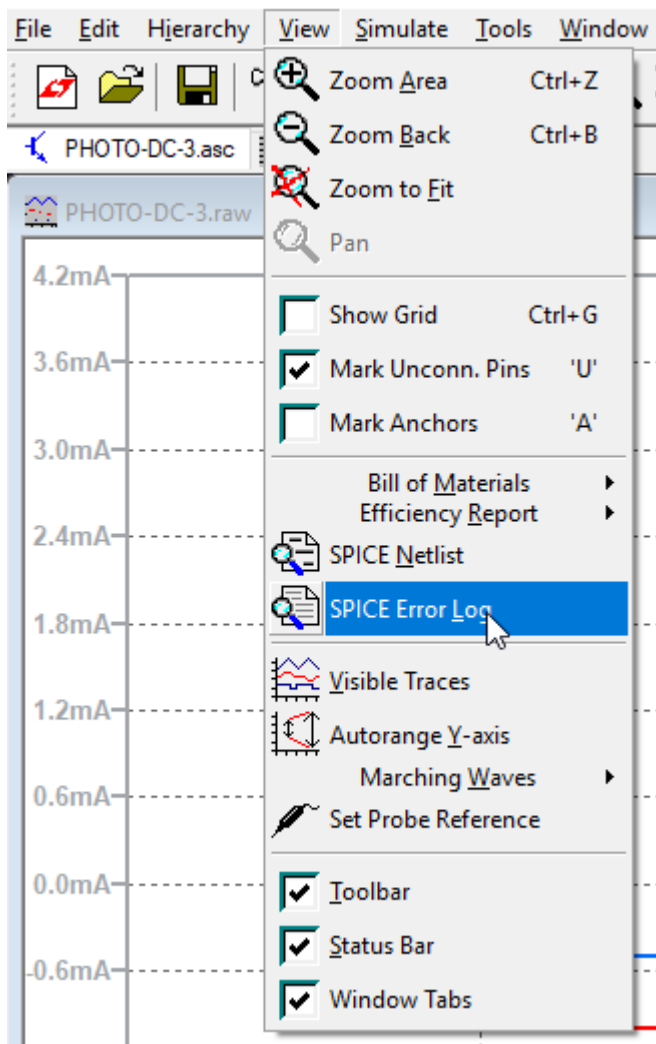 File Edit Hierarchy View Simulate Tools Window
C
PHOTO-DC-3.asc
PHOTO-DC-3.raw
Zoom Area Ctrl+Z
Zoom Back Ctrl+B
Zoom to Fit
Pan
Show Grid Ctrl+G
Mark Unconn. Pins 'U'
Mark Anchors 'A'
Bill of Materials
Efficiency Report
SPICE Netlist
SPICE Error Log
Visible Traces
Autorange Y-axis
Marching Waves
Set Probe Reference
Toolbar
Status Bar
Window Tabs
4.2mA
3.6mA
3.0mA
2.4mA
1.8mA
1.2mA
0.6mA
0.0mA
-0.6mA